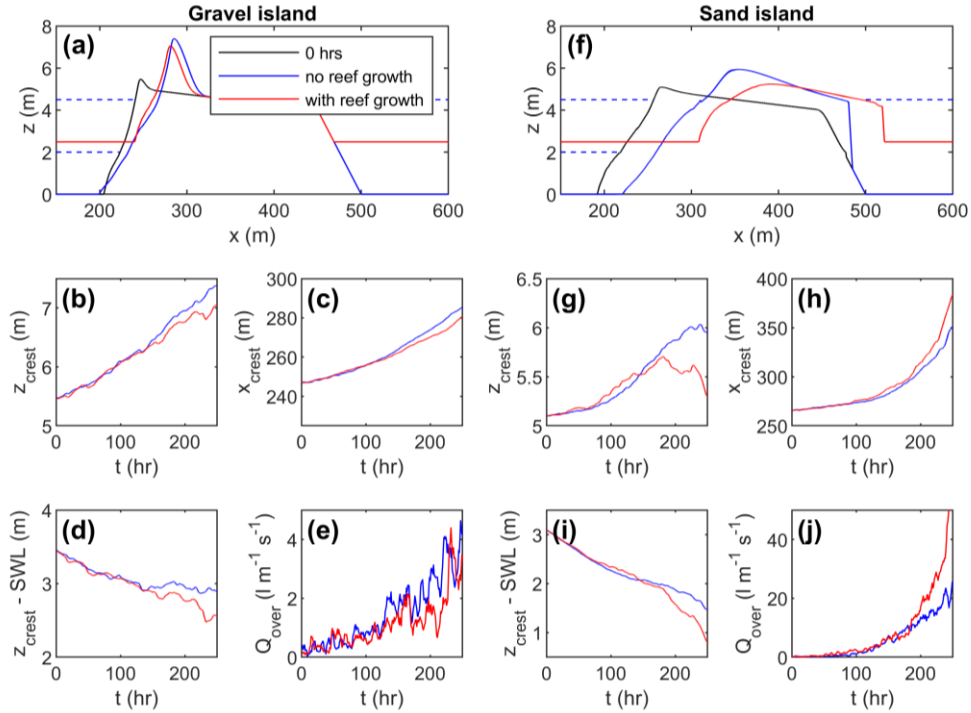 Gravel island
Sand island
(a)
0 hrs
no reef growth
with reef growth
z (m)
8
6
4
2
0
200 300 400 500 600
x (m)
(f)
z (m)
8
6
4
2
0
200 300 400 500 600
x (m)
(b)
z_crest (m)
7
6
5
0 100 200
t (hr)
(c)
x_crest (m)
300
280
260
240
0 100 200
t (hr)
(g)
z_crest (m)
6.5
6
5.5
5
0 100 200
t (hr)
(h)
x_crest (m)
400
350
300
250
0 100 200
t (hr)
(d)
z_crest - SWL (m)
4
3
2
0 100 200
t (hr)
(e)
Q_over (l m⁻¹ s⁻¹)
4
2
0
0 100 200
t (hr)
(i)
z_crest - SWL (m)
3
2
1
0 100 200
t (hr)
(j)
Q_over (l m⁻¹ s⁻¹)
40
20
0
0 100 200
t (hr)